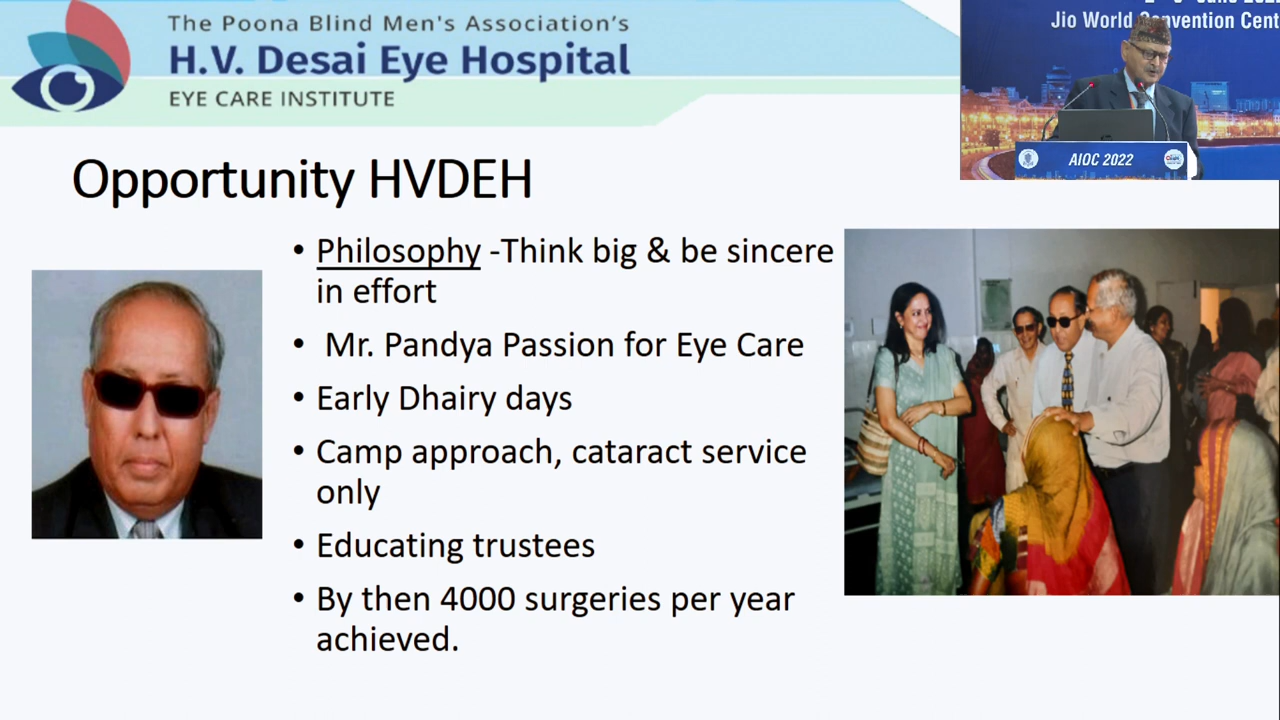 The Poona Blind Men's Association's
H.V. Desai Eye Hospital
EYE CARE INSTITUTE
Jio World Convention Cent
AIOC 2022
Opportunity HVDEH
• Philosophy -Think big & be sincere
in effort
• Mr. Pandya Passion for Eye Care
• Early Dhairy days
• Camp approach, cataract service
only
• Educating trustees
• By then 4000 surgeries per year
achieved.